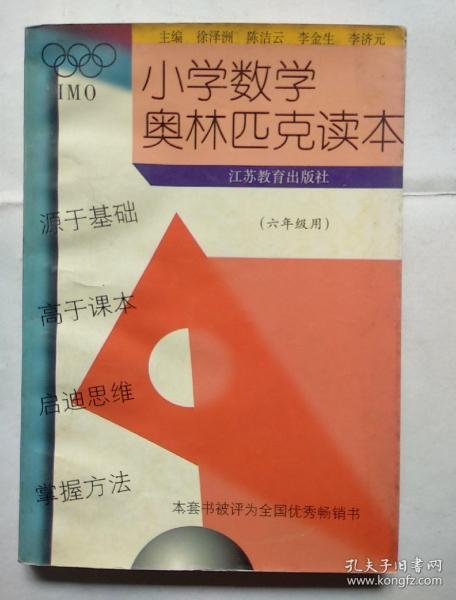 主编 徐泽洲 陈洁云 李金生 李济元
IMO
小学数学
奥林匹克读本
江苏教育出版社
(六年级用)
源于基础
高于课本
启迪思维
掌握方法
本套书被评为全国优秀畅销书
孔夫子旧书网
www.kongfz.com